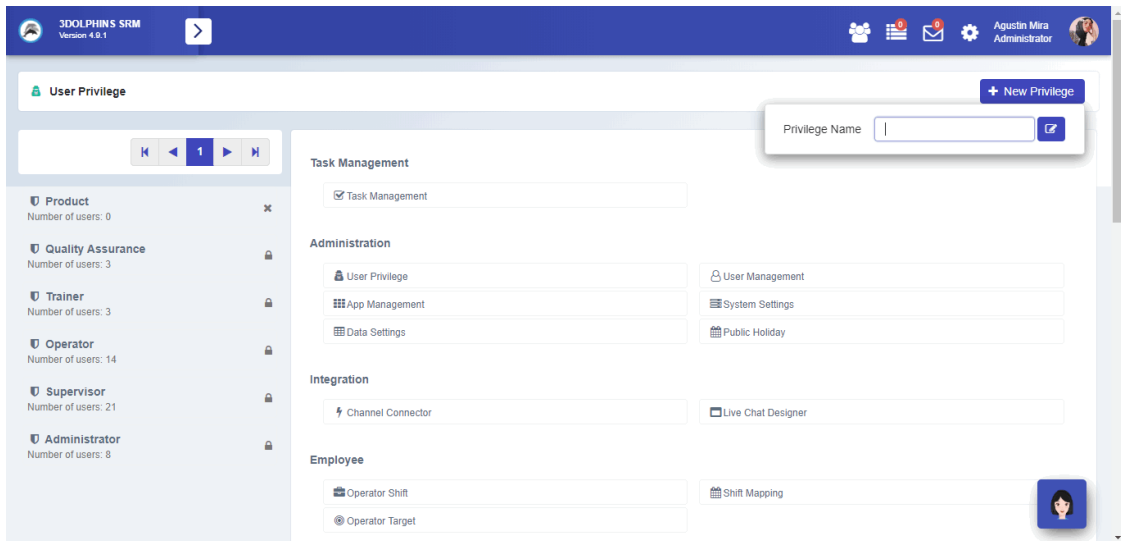 3DOLPHINS SRM
Version 4.9.1
0
0
Agustin Mira
Administrator
User Privilege
New Privilege
Privilege Name
1
Product
Number of users: 0
Quality Assurance
Number of users: 3
Trainer
Number of users: 3
Operator
Number of users: 14
Supervisor
Number of users: 21
Administrator
Number of users: 8
Task Management
Task Management
Administration
User Privilege
User Management
App Management
System Settings
Data Settings
Public Holiday
Integration
Channel Connector
Live Chat Designer
Employee
Operator Shift
Shift Mapping
Operator Target